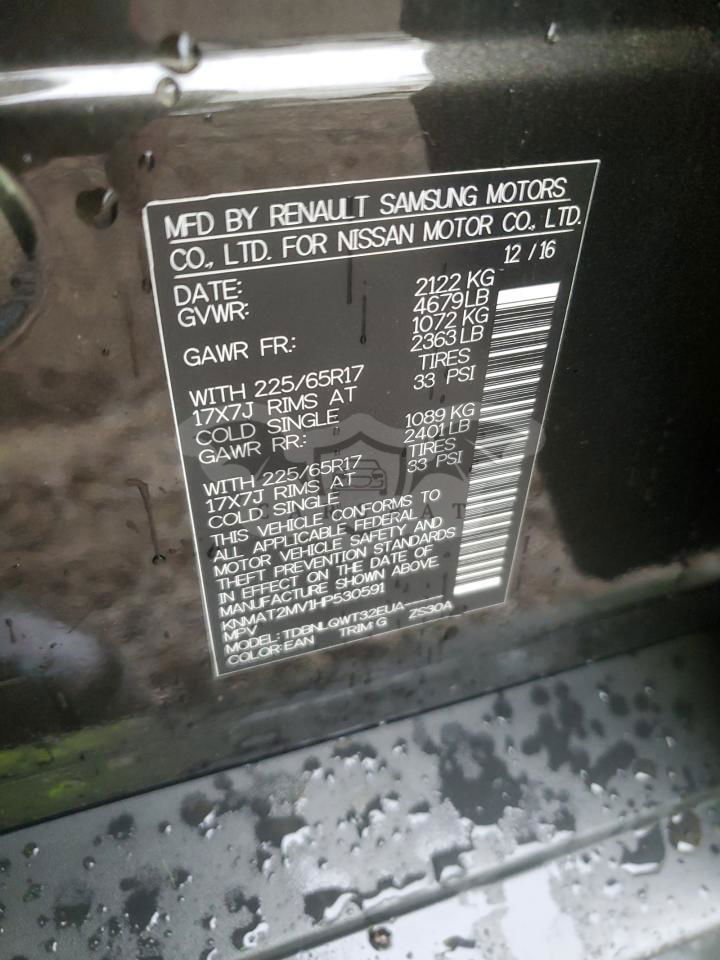 MFD BY RENAULT SAMSUNG MOTORS
CO., LTD. FOR NISSAN MOTOR CO., LTD.
DATE: 12 / 16
GVWR: 2122 KG
4679 LB
GAWR FR.: 1072 KG
2363 LB
WITH 225/65R17 TIRES
17X7J RIMS AT 33 PSI
COLD SINGLE
GAWR RR.: 1089 KG
2401 LB
WITH 225/65R17 TIRES
17X7J RIMS AT 33 PSI
COLD SINGLE
THIS VEHICLE CONFORMS TO
ALL APPLICABLE FEDERAL
MOTOR VEHICLE SAFETY AND
THEFT PREVENTION STANDARDS
IN EFFECT ON THE DATE OF
MANUFACTURE SHOWN ABOVE.
KNMAT2MV1HP530591
MPV
MODEL: TDBNLQWT32EUA
COLOR: EAN TRIM: G ZS30A